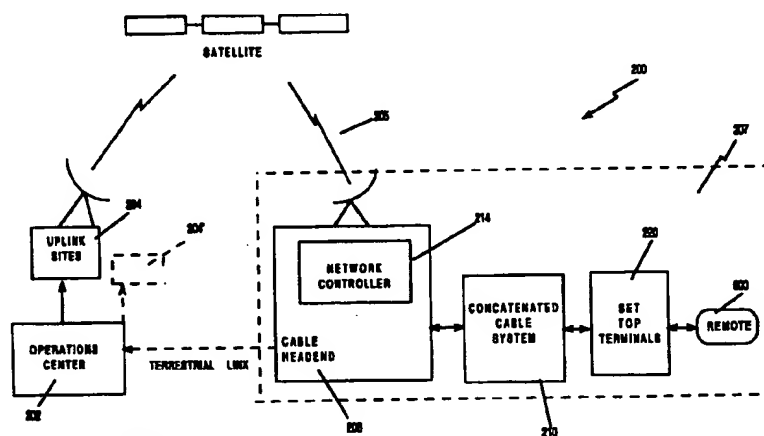 SATELLITE
200
205
207
204
UPLINK
SITES
204'
214
NETWORK
CONTROLLER
220
CONCATENATED
CABLE
SYSTEM
SET
TOP
TERMINALS
REMOTE
OPERATIONS
CENTER
CABLE
HEADEND
TERRESTRIAL LINK
202
208
210